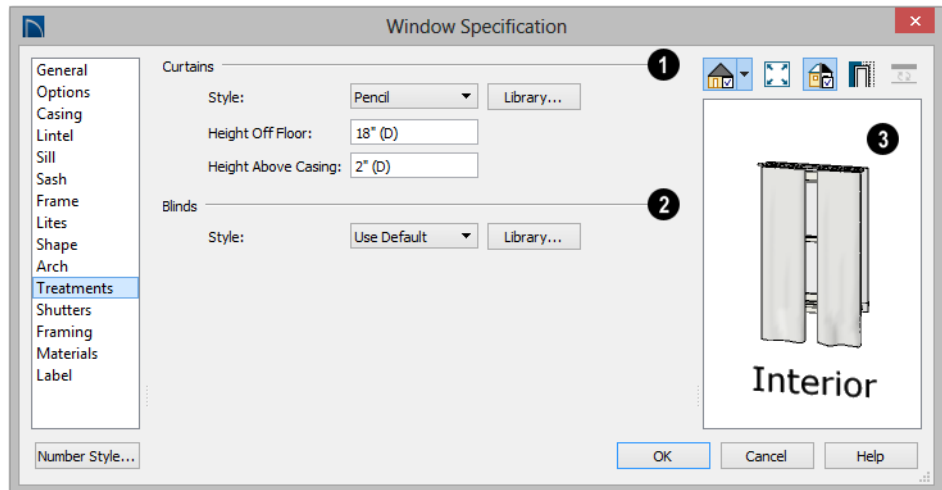 Window Specification
×
General
Options
Casing
Lintel
Sill
Sash
Frame
Lites
Shape
Arch
Treatments
Shutters
Framing
Materials
Label
Number Style...
Curtains
1
Style: Pencil Library...
Height Off Floor: 18" (D)
Height Above Casing: 2" (D)
Blinds
2
Style: Use Default Library...
3
Interior
OK Cancel Help